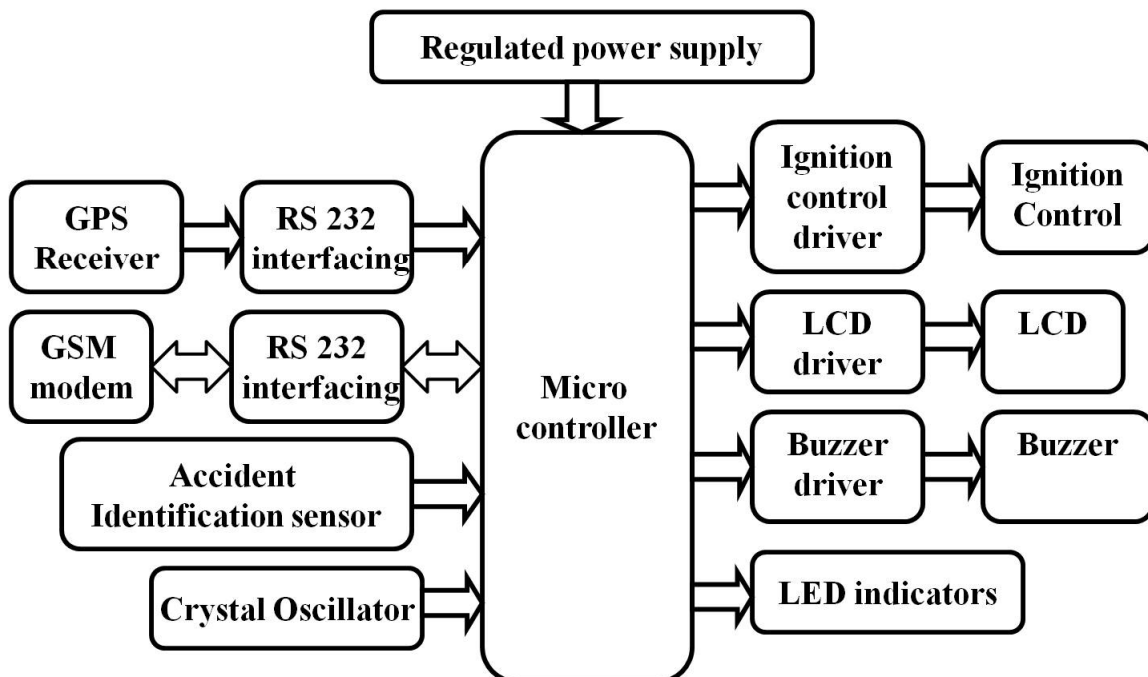 Regulated power supply
GPS
Receiver
RS 232
interfacing
GSM
modem
RS 232
interfacing
Accident
Identification sensor
Crystal Oscillator
Micro
controller
Ignition
control
driver
Ignition
Control
LCD
driver
LCD
Buzzer
driver
Buzzer
LED indicators